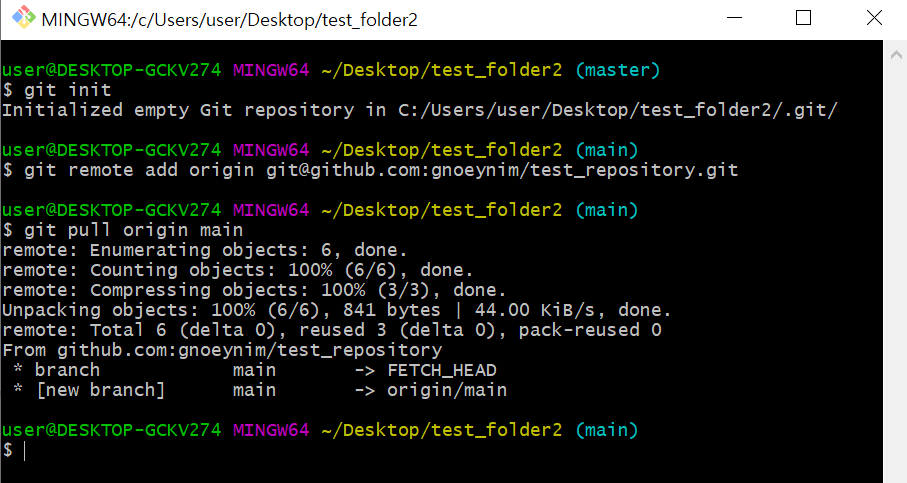 MINGW64:/c/Users/user/Desktop/test_folder2
user@DESKTOP-GCKV274 MINGW64 ~/Desktop/test_folder2 (master)
$ git init
Initialized empty Git repository in C:/Users/user/Desktop/test_folder2/.git/
user@DESKTOP-GCKV274 MINGW64 ~/Desktop/test_folder2 (main)
$ git remote add origin git@github.com:gnoeynim/test_repository.git
user@DESKTOP-GCKV274 MINGW64 ~/Desktop/test_folder2 (main)
$ git pull origin main
remote: Enumerating objects: 6, done.
remote: Counting objects: 100% (6/6), done.
remote: Compressing objects: 100% (3/3), done.
Unpacking objects: 100% (6/6), 841 bytes | 44.00 KiB/s, done.
remote: Total 6 (delta 0), reused 3 (delta 0), pack-reused 0
From github.com:gnoeynim/test_repository
 * branch            main       -> FETCH_HEAD
 * [new branch]      main       -> origin/main
user@DESKTOP-GCKV274 MINGW64 ~/Desktop/test_folder2 (main)
$